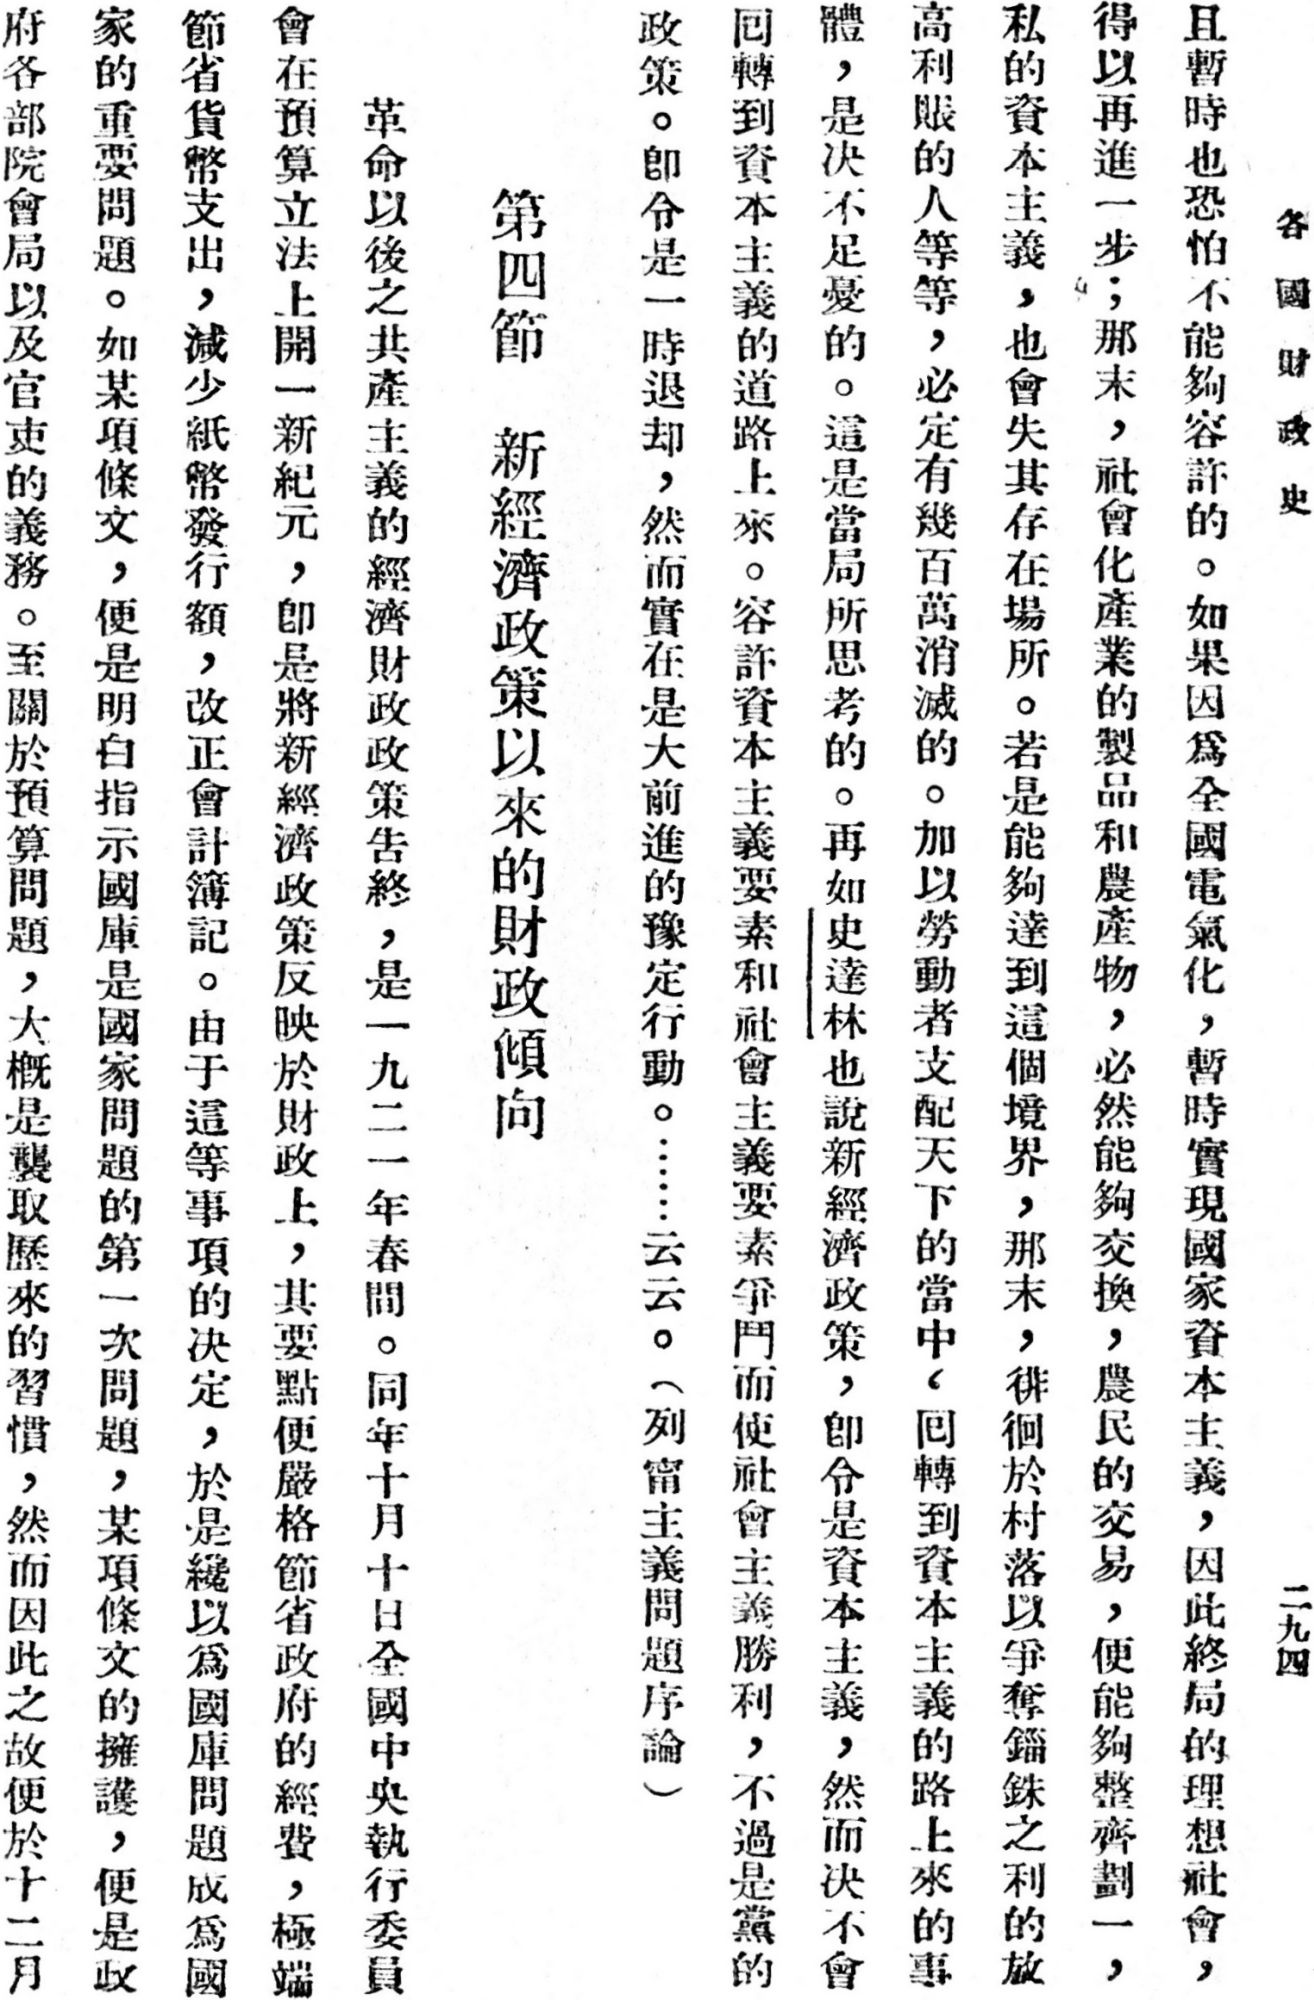 各國財政史
二九四
且暫時也恐怕不能夠容許的。如果因爲全國電氣化，暫時實現國家資本主義，因此終局的理想社會，
得以再進一步；那末，社會化產業的製品和農產物，必然能夠交換，農民的交易，便能夠整齊劃一，
私的資本主義，也會失其存在場所。若是能夠達到這個境界，那末，徘徊於村落以爭奪錙銖之利的放
高利賬的人等等，必定有幾百萬消滅的。加以勞動者支配天下的當中，回轉到資本主義的路上來的事
體，是決不足憂的。這是當局所思考的。再如史達林也說新經濟政策，卽令是資本主義，然而決不會
回轉到資本主義的道路上來。容許資本主義要素和社會主義要素爭鬥而使社會主義勝利，不過是黨的
政策。卽令是一時退却，然而實在是大前進的豫定行動。……云云。（列甯主義問題序論）
第四節　新經濟政策以來的財政傾向
革命以後之共產主義的經濟財政政策告終，是一九二一年春間。同年十月十日全國中央執行委員
會在預算立法上開一新紀元，卽是將新經濟政策反映於財政上，其要點便嚴格節省政府的經費，極端
節省貨幣支出，減少紙幣發行額，改正會計簿記。由于這等事項的決定，於是纔以爲國庫問題成爲國
家的重要問題。如某項條文，便是明白指示國庫是國家問題的第一次問題，某項條文的擁護，便是政
府各部院會局以及官吏的義務。至關於預算問題，大概是襲取歷來的習慣，然而因此之故便於十二月